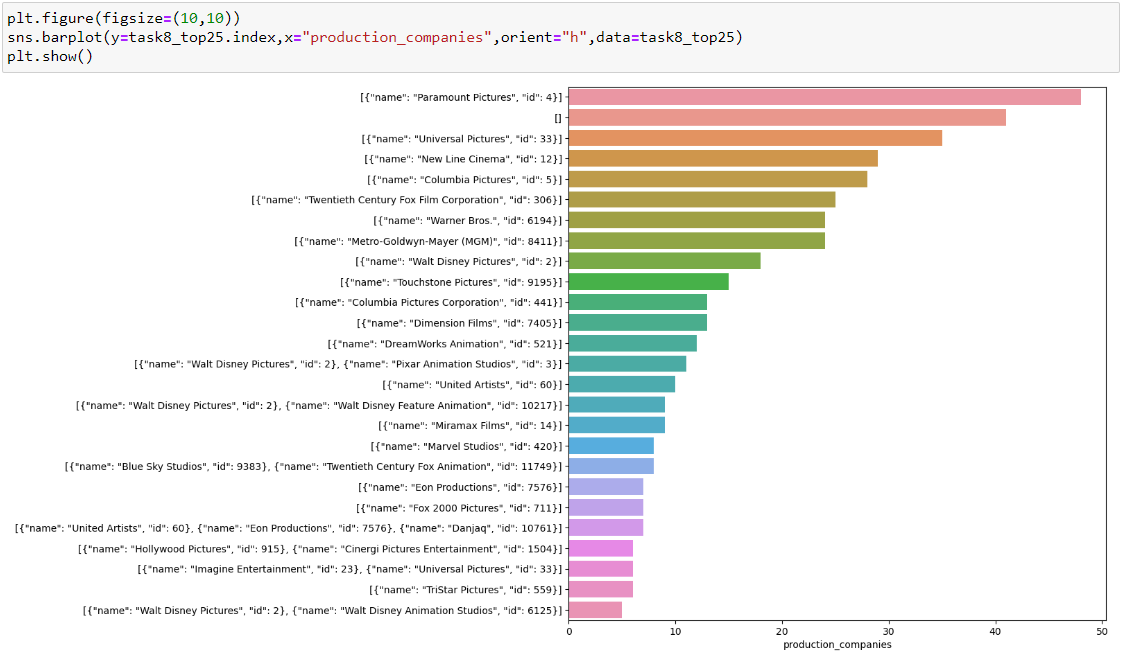 plt.figure(figsize=(10,10))
sns.barplot(y=task8_top25.index,x="production_companies",orient="h",data=task8_top25)
plt.show()
[{"name": "Paramount Pictures", "id": 4}]
[]
[{"name": "Universal Pictures", "id": 33}]
[{"name": "New Line Cinema", "id": 12}]
[{"name": "Columbia Pictures", "id": 5}]
[{"name": "Twentieth Century Fox Film Corporation", "id": 306}]
[{"name": "Warner Bros.", "id": 6194}]
[{"name": "Metro-Goldwyn-Mayer (MGM)", "id": 8411}]
[{"name": "Walt Disney Pictures", "id": 2}]
[{"name": "Touchstone Pictures", "id": 9195}]
[{"name": "Columbia Pictures Corporation", "id": 441}]
[{"name": "Dimension Films", "id": 7405}]
[{"name": "DreamWorks Animation", "id": 521}]
[{"name": "Walt Disney Pictures", "id": 2}, {"name": "Pixar Animation Studios", "id": 3}]
[{"name": "United Artists", "id": 60}]
[{"name": "Walt Disney Pictures", "id": 2}, {"name": "Walt Disney Feature Animation", "id": 10217}]
[{"name": "Miramax Films", "id": 14}]
[{"name": "Marvel Studios", "id": 420}]
[{"name": "Blue Sky Studios", "id": 9383}, {"name": "Twentieth Century Fox Animation", "id": 11749}]
[{"name": "Eon Productions", "id": 7576}]
[{"name": "Fox 2000 Pictures", "id": 711}]
[{"name": "United Artists", "id": 60}, {"name": "Eon Productions", "id": 7576}, {"name": "Danjaq", "id": 10761}]
[{"name": "Hollywood Pictures", "id": 915}, {"name": "Cinergi Pictures Entertainment", "id": 1504}]
[{"name": "Imagine Entertainment", "id": 23}, {"name": "Universal Pictures", "id": 33}]
[{"name": "TriStar Pictures", "id": 559}]
[{"name": "Walt Disney Pictures", "id": 2}, {"name": "Walt Disney Animation Studios", "id": 6125}]
0 10 20 30 40 50
production_companies